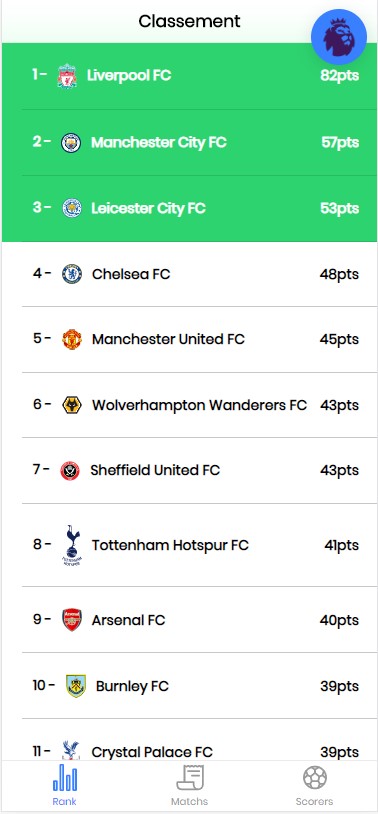 Classement
1 - Liverpool FC 82pts
2 - Manchester City FC 57pts
3 - Leicester City FC 53pts
4 - Chelsea FC 48pts
5 - Manchester United FC 45pts
6 - Wolverhampton Wanderers FC 43pts
7 - Sheffield United FC 43pts
8 - Tottenham Hotspur FC 41pts
9 - Arsenal FC 40pts
10 - Burnley FC 39pts
11 - Crystal Palace FC 39pts
Rank Matchs Scorers